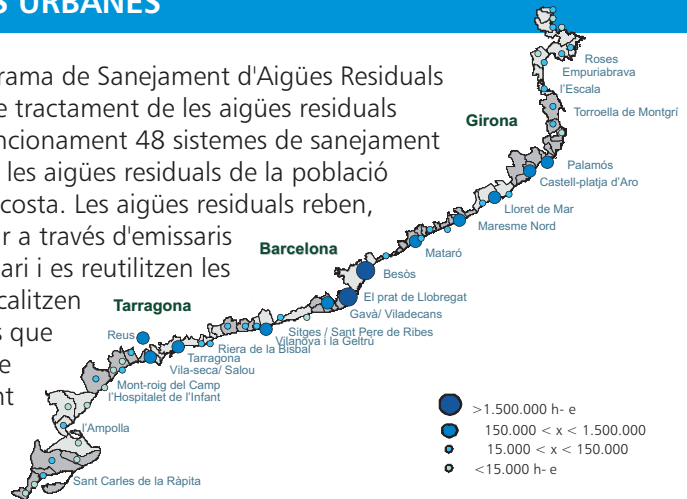 S URBANES
rama de Sanejament d'Aigües Residuals
e tractament de les aigües residuals
ncionament 48 sistemes de sanejament
les aigües residuals de la població
costa. Les aigües residuals reben,
r a través d'emissaris
ari i es reutilitzen les
calitzen
s que
e
nt
Roses
Empuriabrava
l'Escala
Torroella de Montgrí
Girona
Palamós
Castell-platja d'Aro
Lloret de Mar
Maresme Nord
Mataró
Barcelona
Besòs
El prat de Llobregat
Gavà/ Viladecans
Sitges / Sant Pere de Ribes
Vilanova i la Geltrú
Tarragona
Reus
Riera de la Bisbal
Tarragona
Vila-seca/ Salou
Mont-roig del Camp
l'Hospitalet de l'Infant
l'Ampolla
Sant Carles de la Ràpita
>1.500.000 h- e
150.000 < x < 1.500.000
15.000 < x < 150.000
<15.000 h- e